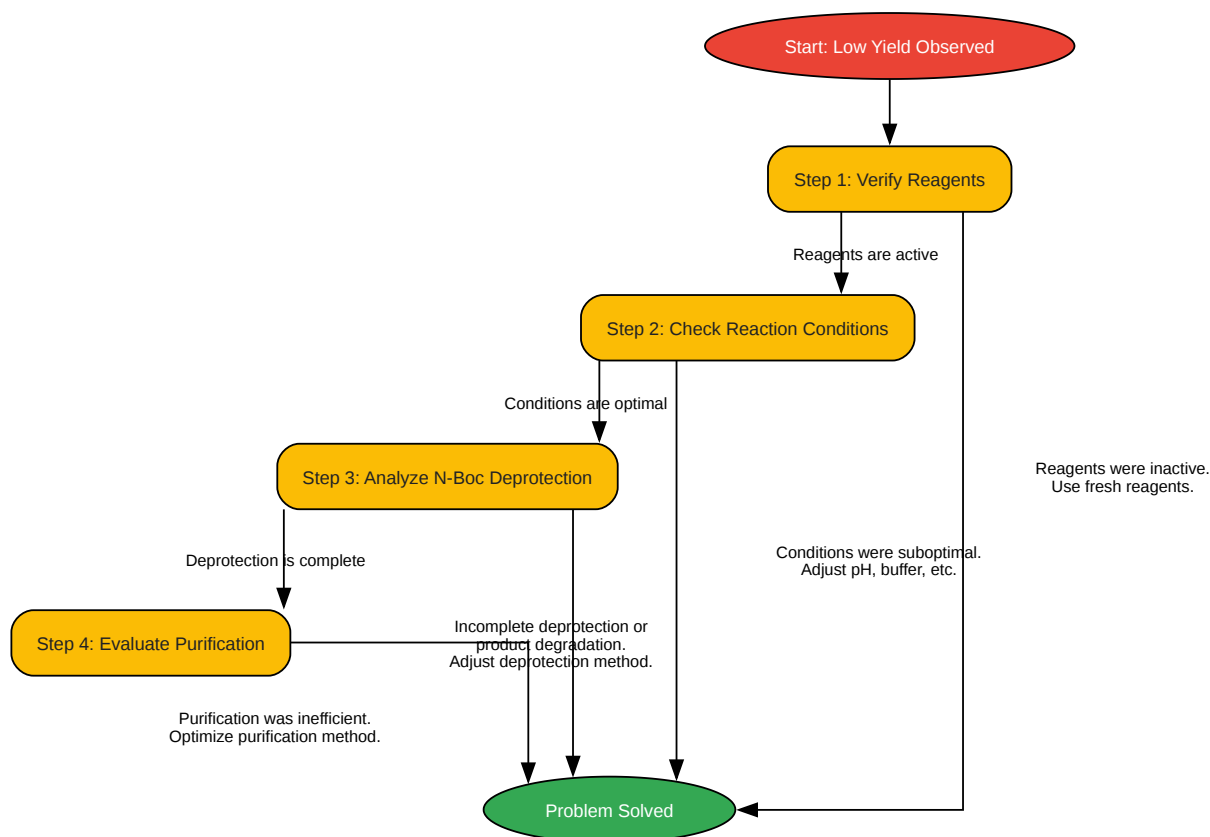 Start: Low Yield Observed
Step 1: Verify Reagents
Reagents are active
Step 2: Check Reaction Conditions
Conditions are optimal
Step 3: Analyze N-Boc Deprotection
Reagents were inactive.
Use fresh reagents.
Deprotection is complete
Conditions were suboptimal.
Adjust pH, buffer, etc.
Step 4: Evaluate Purification
Incomplete deprotection or
product degradation.
Adjust deprotection method.
Purification was inefficient.
Optimize purification method.
Problem Solved